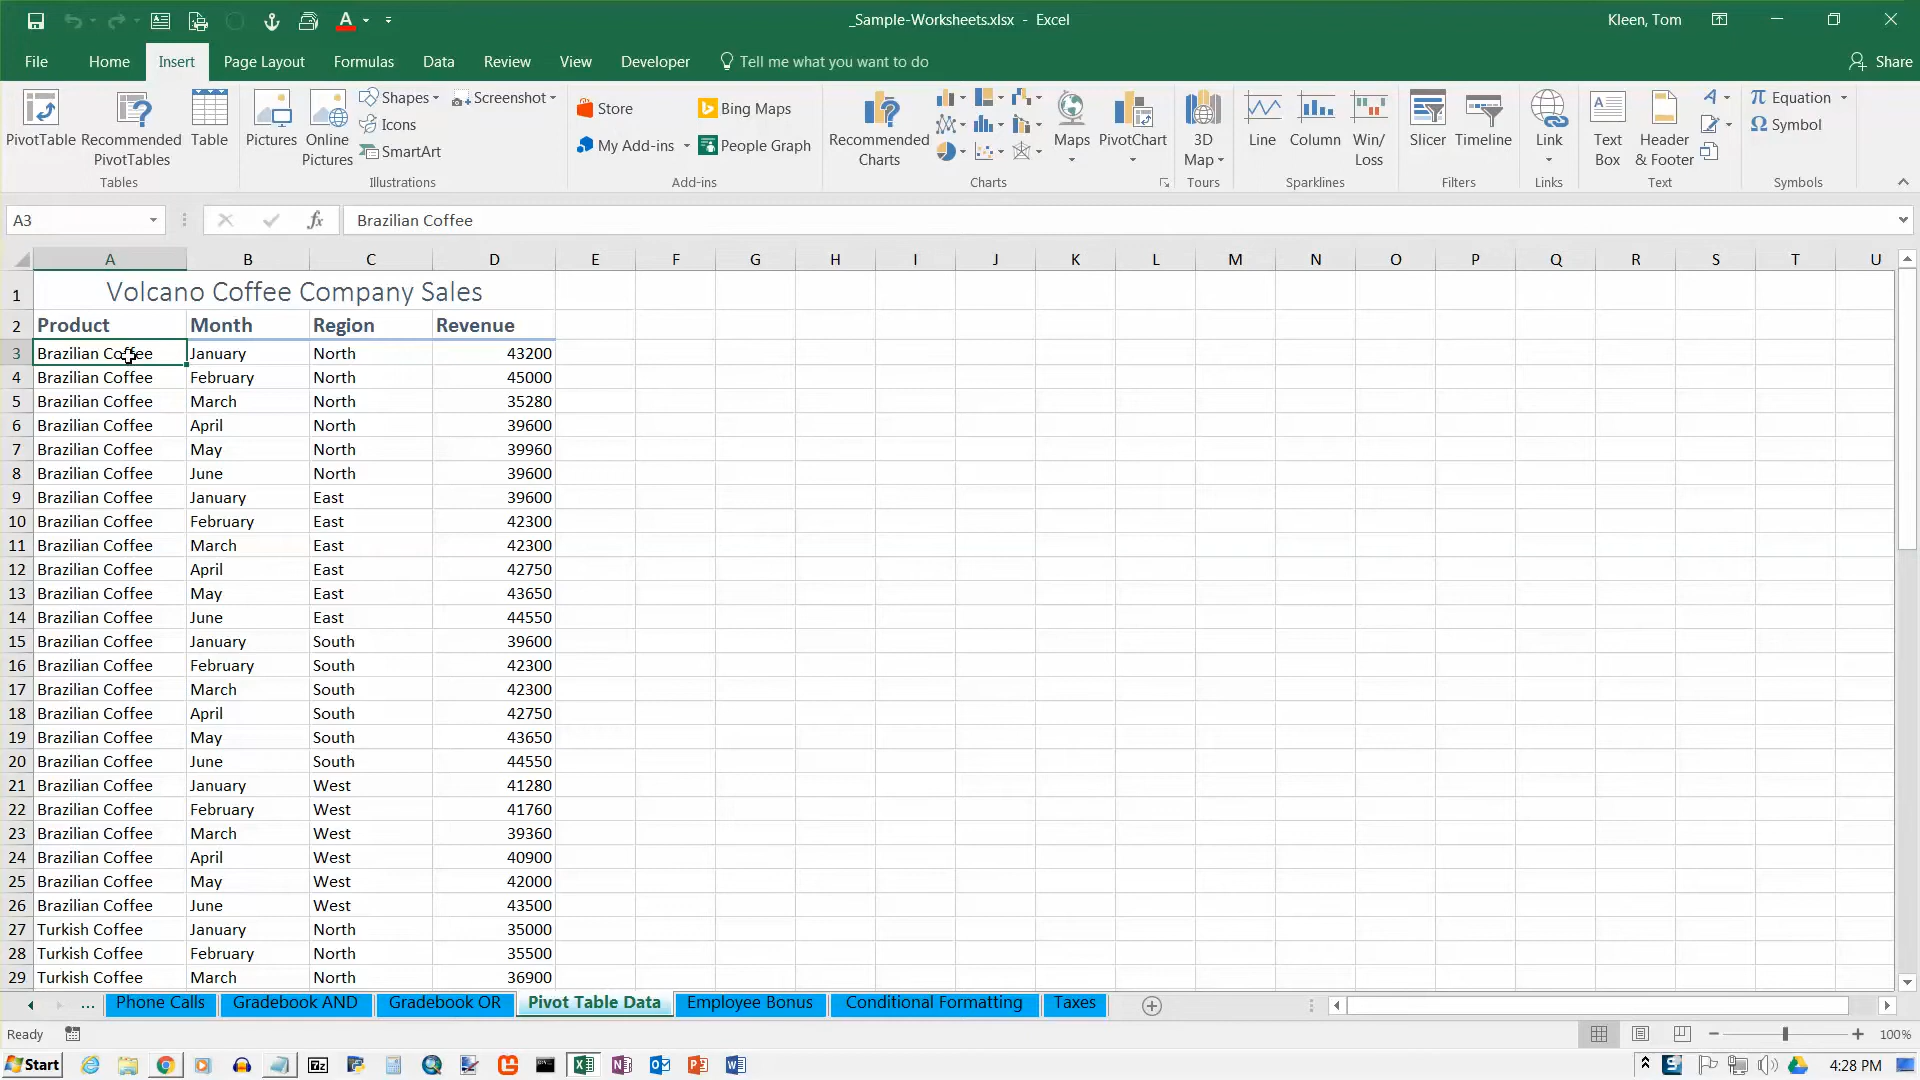 _Sample-Worksheets.xlsx - Excel
Kleen, Tom
File Home Insert Page Layout Formulas Data Review View Developer Tell me what you want to do Share
PivotTable
Recommended
PivotTables
Table
Tables
Pictures
Online
Pictures
Shapes
Icons
SmartArt
Screenshot
Illustrations
Store
My Add-ins
Bing Maps
People Graph
Add-ins
Recommended
Charts
Maps
PivotChart
Charts
3D
Map
Tours
Line
Column
Win/
Loss
Sparklines
Slicer
Timeline
Filters
Link
Links
Text
Box
Header
& Footer
Text
Equation
Symbol
Symbols
A3 fx Brazilian Coffee
A B C D E F G H I J K L M N O P Q R S T U
1 Volcano Coffee Company Sales
2 Product Month Region Revenue
3 Brazilian Coffee January North 43200
4 Brazilian Coffee February North 45000
5 Brazilian Coffee March North 35280
6 Brazilian Coffee April North 39600
7 Brazilian Coffee May North 39960
8 Brazilian Coffee June North 39600
9 Brazilian Coffee January East 39600
10 Brazilian Coffee February East 42300
11 Brazilian Coffee March East 42300
12 Brazilian Coffee April East 42750
13 Brazilian Coffee May East 43650
14 Brazilian Coffee June East 44550
15 Brazilian Coffee January South 39600
16 Brazilian Coffee February South 42300
17 Brazilian Coffee March South 42300
18 Brazilian Coffee April South 42750
19 Brazilian Coffee May South 43650
20 Brazilian Coffee June South 44550
21 Brazilian Coffee January West 41280
22 Brazilian Coffee February West 41760
23 Brazilian Coffee March West 39360
24 Brazilian Coffee April West 40900
25 Brazilian Coffee May West 42000
26 Brazilian Coffee June West 43500
27 Turkish Coffee January North 35000
28 Turkish Coffee February North 35500
29 Turkish Coffee March North 36900
... Phone Calls Gradebook AND Gradebook OR Pivot Table Data Employee Bonus Conditional Formatting Taxes
Ready
100%
Start
4:28 PM